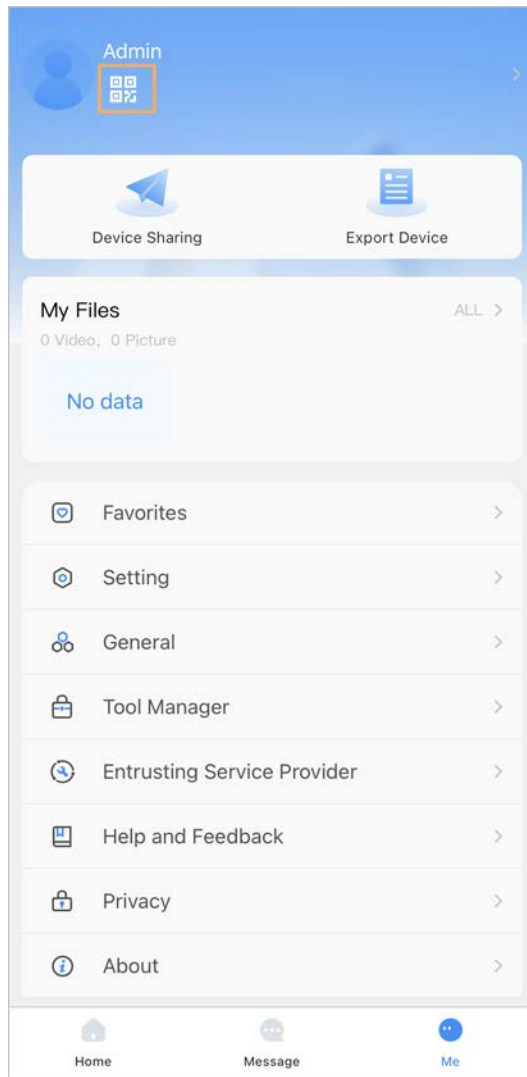 Admin
Device Sharing
Export Device
My Files
ALL
0 Video, 0 Picture
No data
Favorites
Setting
General
Tool Manager
Entrusting Service Provider
Help and Feedback
Privacy
About
Home
Message
Me